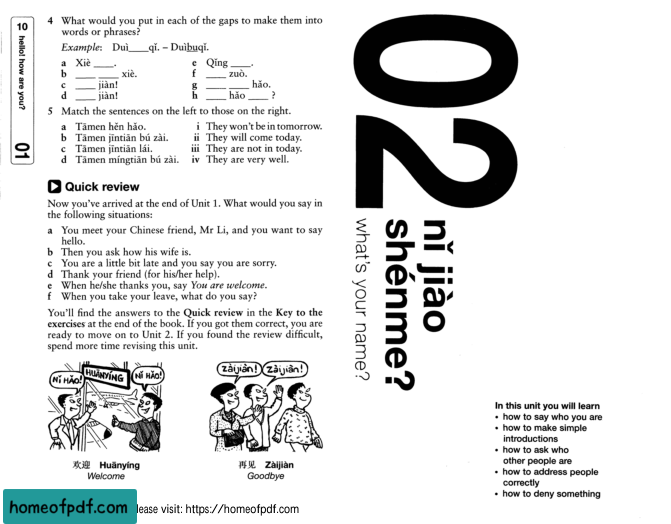 10
hello! how are you?
01
4 What would you put in each of the gaps to make them into
words or phrases?
Example: Duì___qǐ. – Duìbuqǐ.
a Xiè ___.
b ___ ___ xiè.
c ___ jiàn!
d ___ jiàn!
e Qǐng ___.
f ___ zuò.
g ___ ___ hǎo.
h ___ hǎo ___ ?
5 Match the sentences on the left to those on the right.
a Tāmen hěn hǎo.
b Tāmen jīntiān bú zài.
c Tāmen jīntiān lái.
d Tāmen míngtiān bú zài.
i They won't be in tomorrow.
ii They will come today.
iii They are not in today.
iv They are very well.
Quick review
Now you've arrived at the end of Unit 1. What would you say in
the following situations:
a You meet your Chinese friend, Mr Li, and you want to say
hello.
b Then you ask how his wife is.
c You are a little bit late and you say you are sorry.
d Thank your friend (for his/her help).
e When he/she thanks you, say You are welcome.
f When you take your leave, what do you say?
You'll find the answers to the Quick review in the Key to the
exercises at the end of the book. If you got them correct, you are
ready to move on to Unit 2. If you found the review difficult,
spend more time revising this unit.
NǏ HǍO!
HUĀNYÍNG
NǏ HǍO!
zàijiàn!
zàijiàn!
欢迎 Huānyíng
Welcome
再见 Zàijiàn
Goodbye
02
nǐ jiào
shénme?
what's your name?
In this unit you will learn
• how to say who you are
• how to make simple
introductions
• how to ask who
other people are
• how to address people
correctly
• how to deny something
homeofpdf.com
lease visit: https://homeofpdf.com